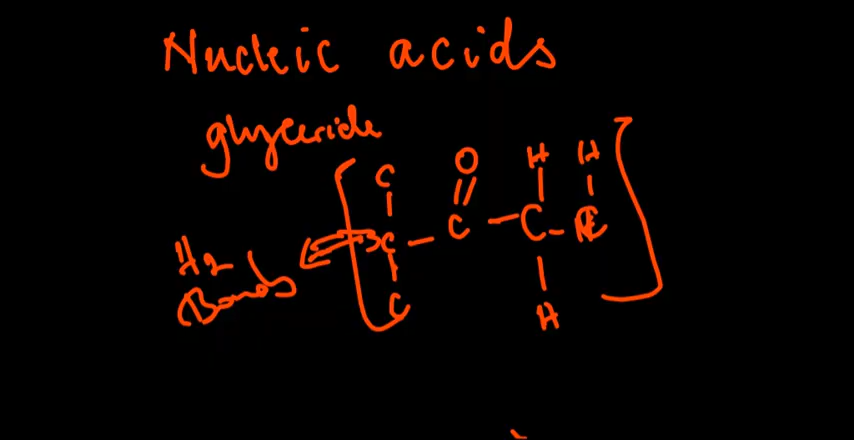 Nucleic acids
glyceride
C O H H
C - C - C - C
H2
Bonds
C H